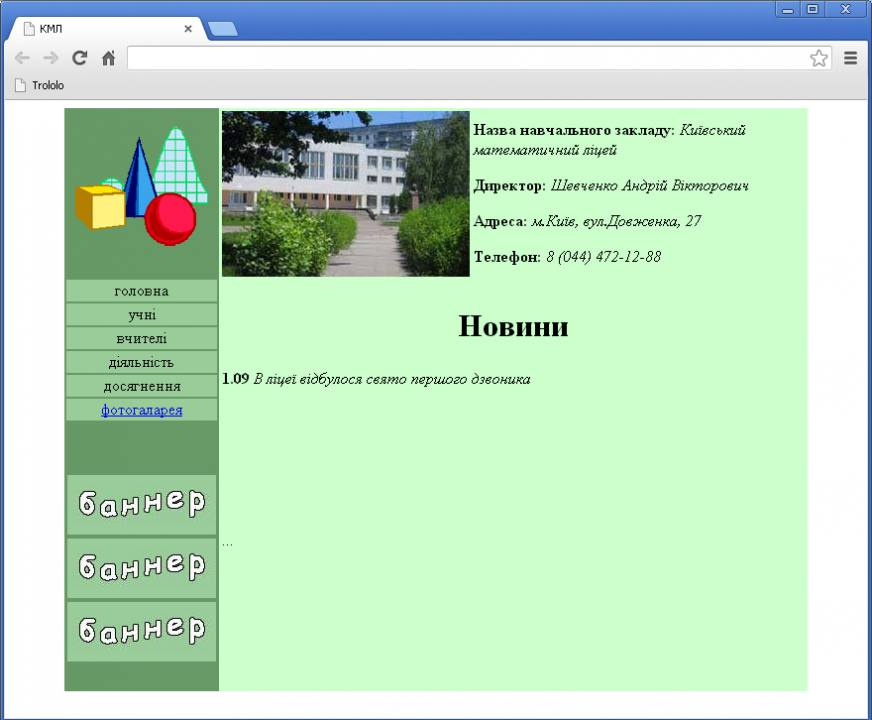 КМЛ
Trololo
Назва навчального закладу: Київський
математичний ліцей
Директор: Шевченко Андрій Вікторович
Адреса: м.Київ, вул.Довженка, 27
Телефон: 8 (044) 472-12-88
головна
учні
вчителі
діяльність
досягнення
фотогаларея
Новини
1.09 В ліцеї відбулося свято першого дзвоника
...
баннер
баннер
баннер